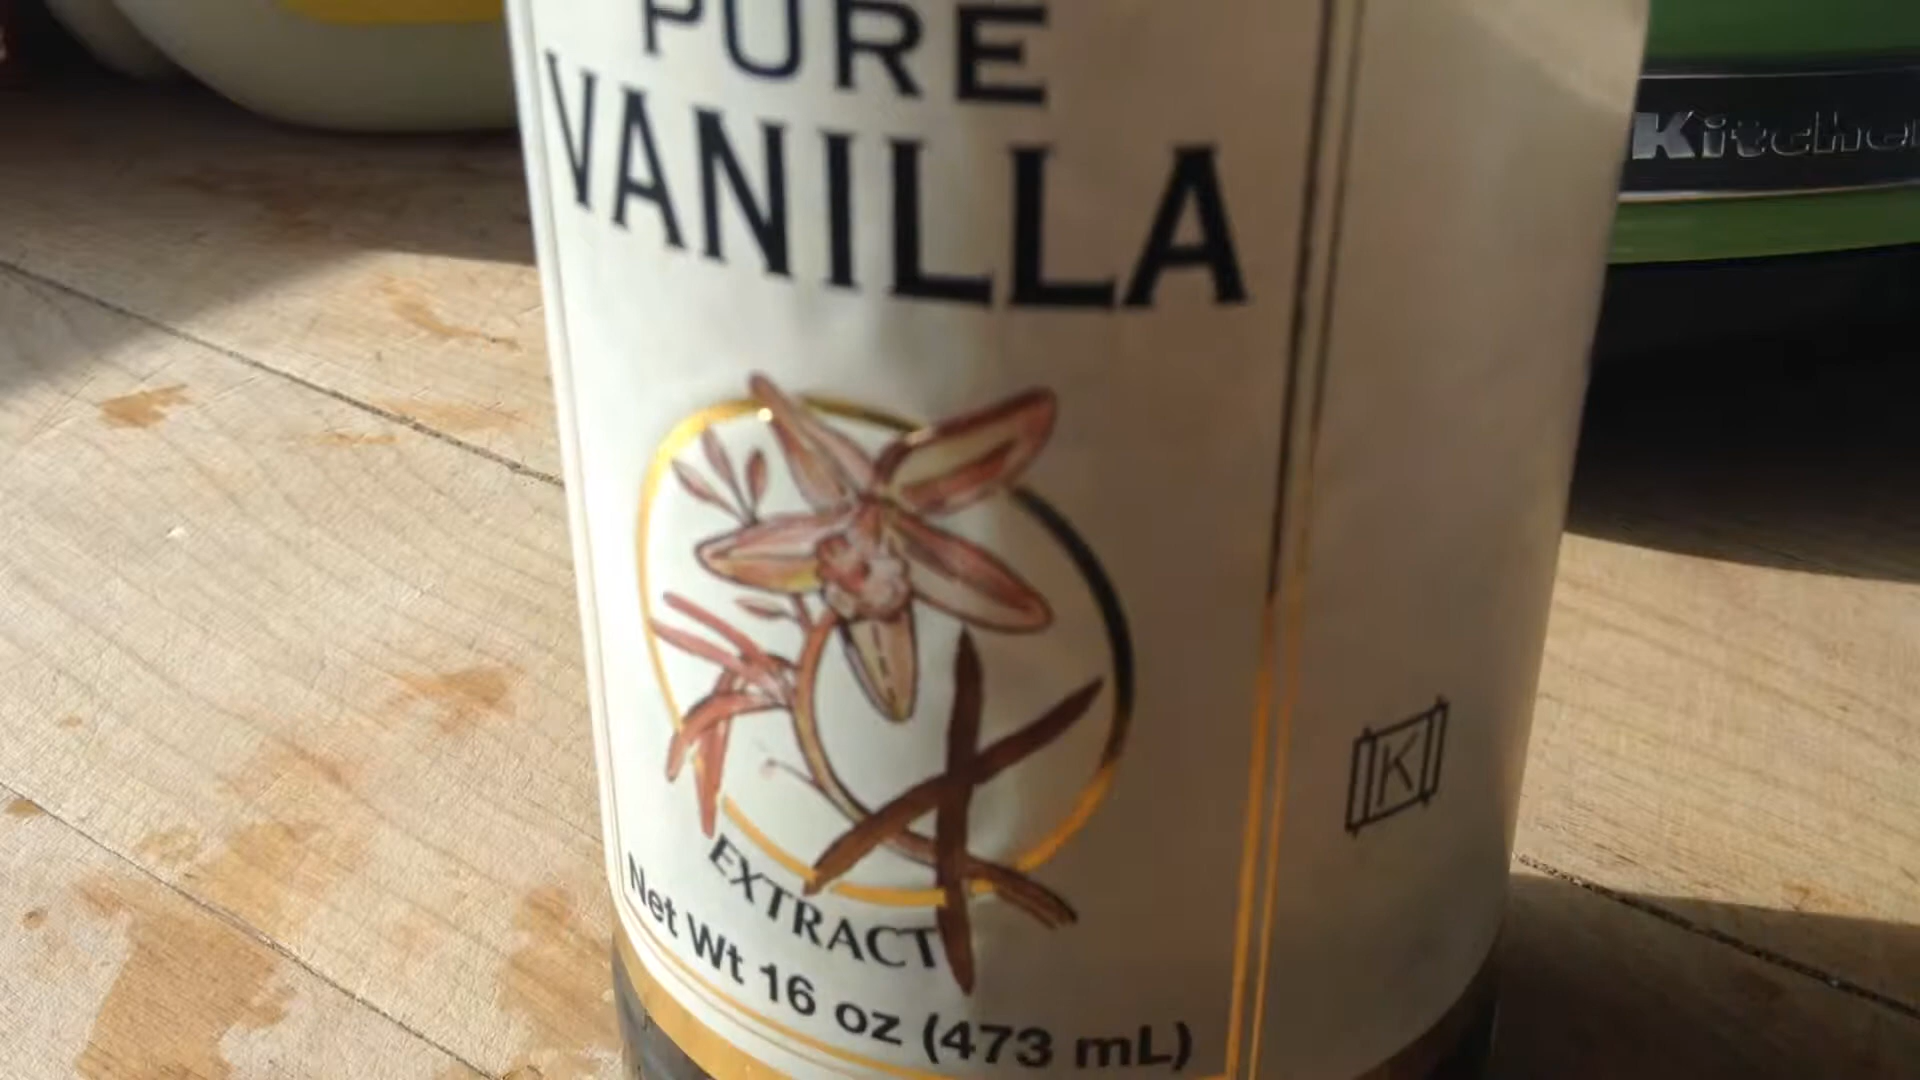 PURE
VANILLA
EXTRACT
Net Wt 16 oz (473 mL)
K
Kitche